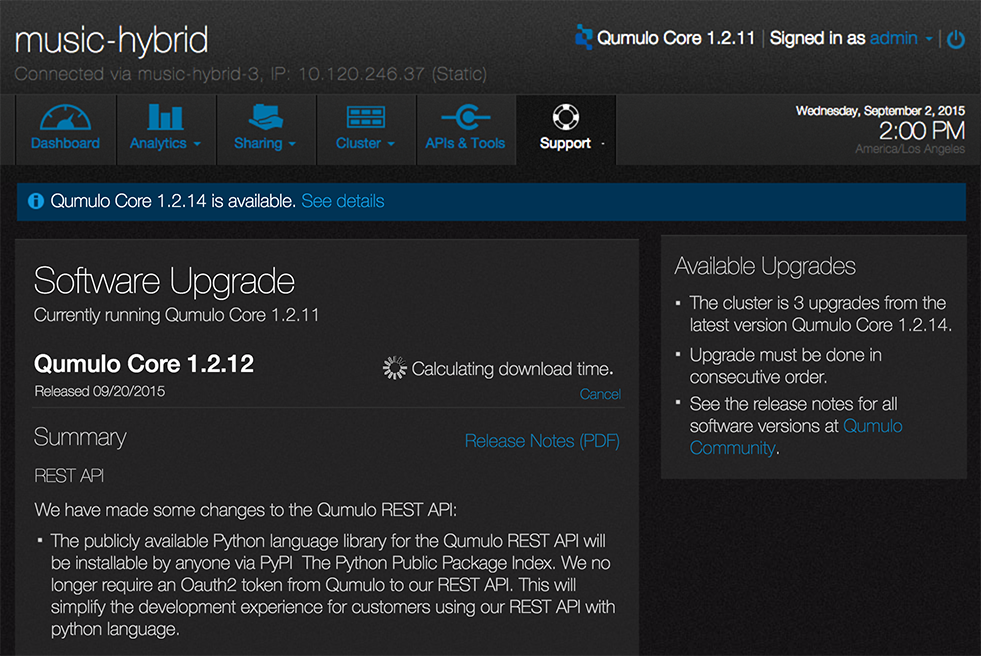 music-hybrid
Connected via music-hybrid-3, IP: 10.120.246.37 (Static)
Qumulo Core 1.2.11 | Signed in as admin
Dashboard
Analytics
Sharing
Cluster
APIs & Tools
Support
Wednesday, September 2, 2015
2:00 PM
America/Los Angeles
Qumulo Core 1.2.14 is available. See details
Software Upgrade
Currently running Qumulo Core 1.2.11
Qumulo Core 1.2.12
Calculating download time.
Released 09/20/2015
Cancel
Summary
Release Notes (PDF)
REST API
We have made some changes to the Qumulo REST API:
▪ The publicly available Python language library for the Qumulo REST API will
be installable by anyone via PyPI The Python Public Package Index. We no
longer require an Oauth2 token from Qumulo to our REST API. This will
simplify the development experience for customers using our REST API with
python language.
Available Upgrades
▪ The cluster is 3 upgrades from the
latest version Qumulo Core 1.2.14.
▪ Upgrade must be done in
consecutive order.
▪ See the release notes for all
software versions at Qumulo
Community.